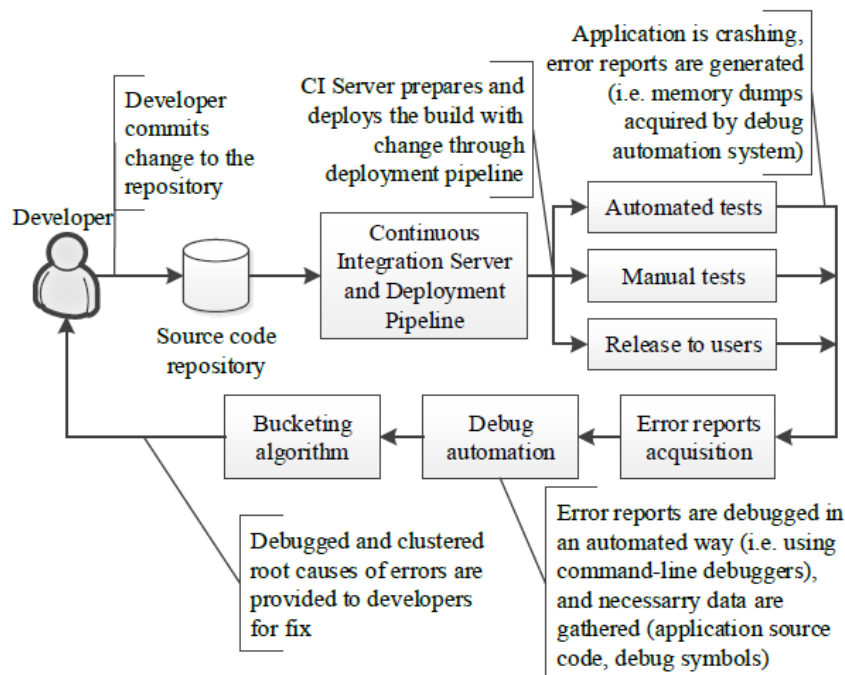 Developer
commits
change to the
repository
CI Server prepares and
deploys the build with
change through
deployment pipeline
Application is crashing,
error reports are generated
(i.e. memory dumps
acquired by debug
automation system)
Developer
Source code
repository
Continuous
Integration Server
and Deployment
Pipeline
Automated tests
Manual tests
Release to users
Bucketing
algorithm
Debug
automation
Error reports
acquisition
Debugged and clustered
root causes of errors are
provided to developers
for fix
Error reports are debugged in
an automated way (i.e. using
command-line debuggers),
and necessarry data are
gathered (application source
code, debug symbols)